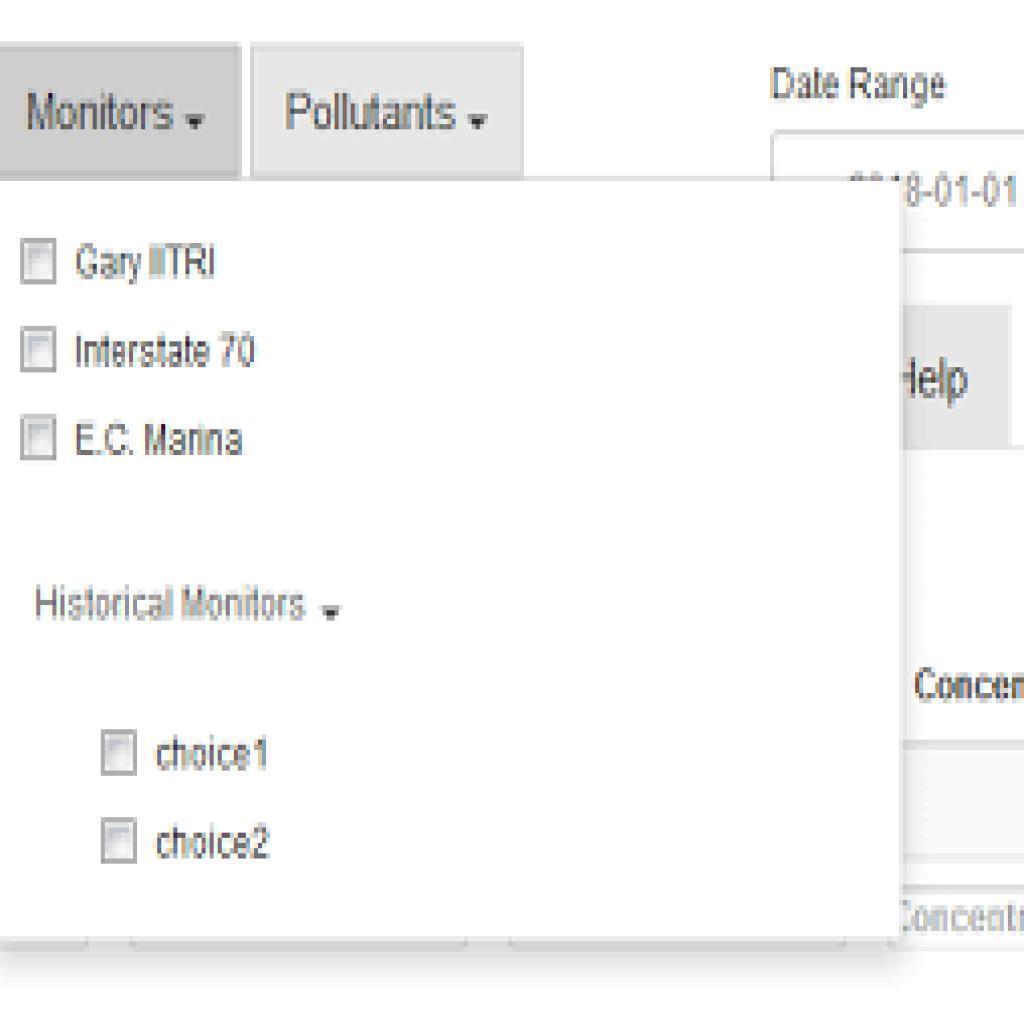 Monitors Pollutants
Date Range
8-01-01
Gary IITRI
Interstate 70
Help
E.C. Marina
Historical Monitors
Concen
choice1
choice2
Concentr